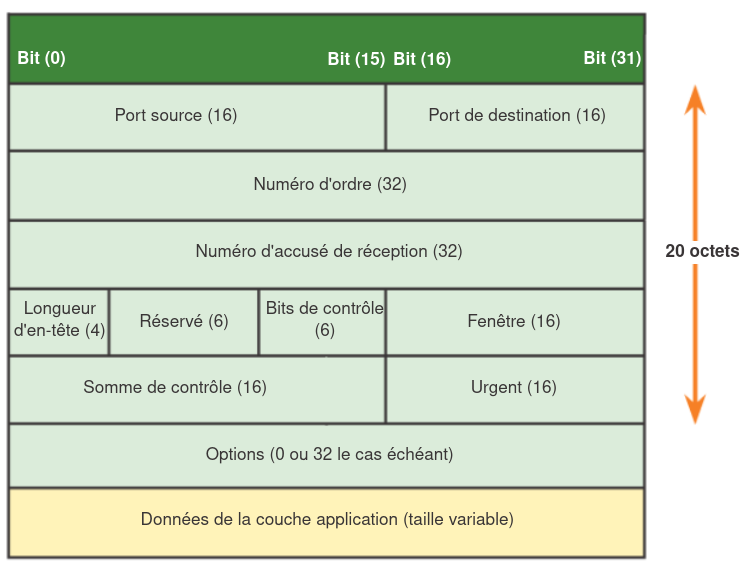 Bit (0)
Bit (15)
Bit (16)
Bit (31)
Port source (16)
Port de destination (16)
Numéro d'ordre (32)
Numéro d'accusé de réception (32)
20 octets
Longueur
d'en-tête (4)
Réservé (6)
Bits de contrôle
(6)
Fenêtre (16)
Somme de contrôle (16)
Urgent (16)
Options (0 ou 32 le cas échéant)
Données de la couche application (taille variable)